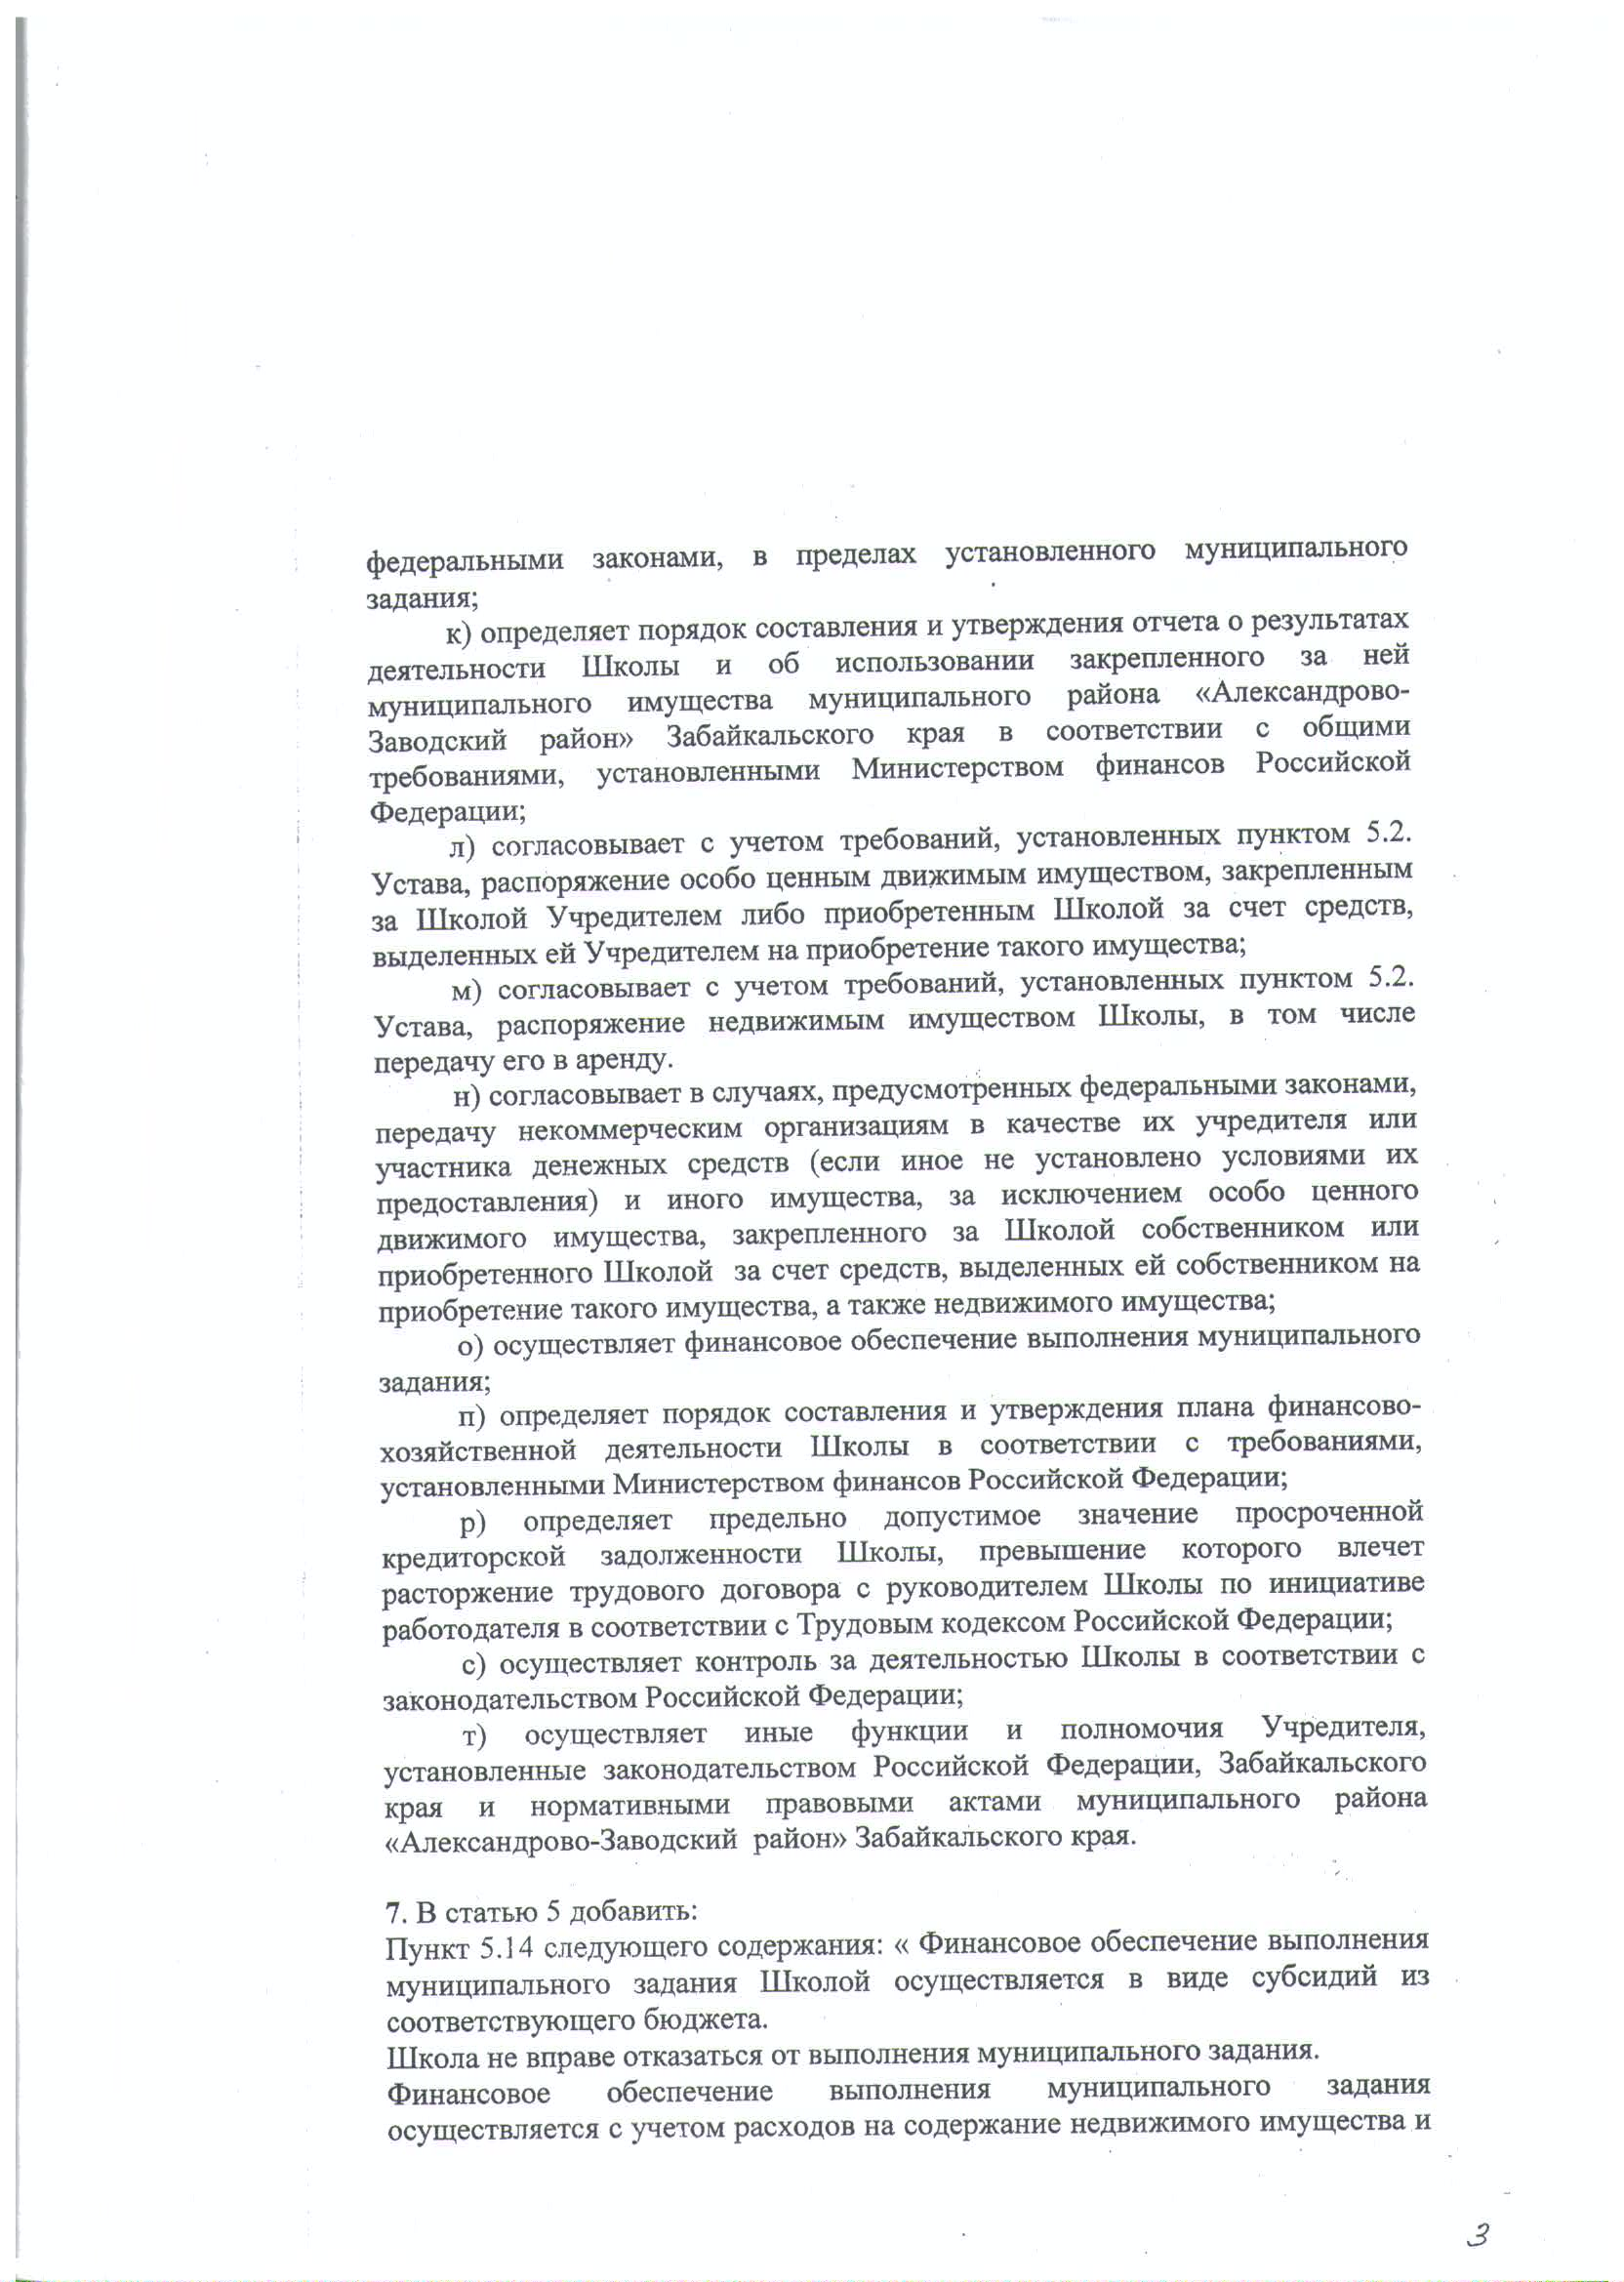 федеральными законами, в пределах установленного муниципального
задания;
к) определяет порядок составления и утверждения отчета о результатах
деятельности Школы и об использовании закрепленного за ней
муниципального имущества муниципального района «Александрово-
Заводский район» Забайкальского края в соответствии с общими
требованиями, установленными Министерством финансов Российской
Федерации;
л) согласовывает с учетом требований, установленных пунктом 5.2.
Устава, распоряжение особо ценным движимым имуществом, закрепленным
за Школой Учредителем либо приобретенным Школой за счет средств,
выделенных ей Учредителем на приобретение такого имущества;
м) согласовывает с учетом требований, установленных пунктом 5.2.
Устава, распоряжение недвижимым имуществом Школы, в том числе
передачу его в аренду.
н) согласовывает в случаях, предусмотренных федеральными законами,
передачу некоммерческим организациям в качестве их учредителя или
участника денежных средств (если иное не установлено условиями их
предоставления) и иного имущества, за исключением особо ценного
движимого имущества, закрепленного за Школой собственником или
приобретенного Школой за счет средств, выделенных ей собственником на
приобретение такого имущества, а также недвижимого имущества;
о) осуществляет финансовое обеспечение выполнения муниципального
задания;
п) определяет порядок составления и утверждения плана финансово-
хозяйственной деятельности Школы в соответствии с требованиями,
установленными Министерством финансов Российской Федерации;
р) определяет предельно допустимое значение просроченной
кредиторской задолженности Школы, превышение которого влечет
расторжение трудового договора с руководителем Школы по инициативе
работодателя в соответствии с Трудовым кодексом Российской Федерации;
с) осуществляет контроль за деятельностью Школы в соответствии с
законодательством Российской Федерации;
т) осуществляет иные функции и полномочия Учредителя,
установленные законодательством Российской Федерации, Забайкальского
края и нормативными правовыми актами муниципального района
«Александрово-Заводский район» Забайкальского края.
7. В статью 5 добавить:
Пункт 5.14 следующего содержания: « Финансовое обеспечение выполнения
муниципального задания Школой осуществляется в виде субсидий из
соответствующего бюджета.
Школа не вправе отказаться от выполнения муниципального задания.
Финансовое обеспечение выполнения муниципального задания
осуществляется с учетом расходов на содержание недвижимого имущества и
3